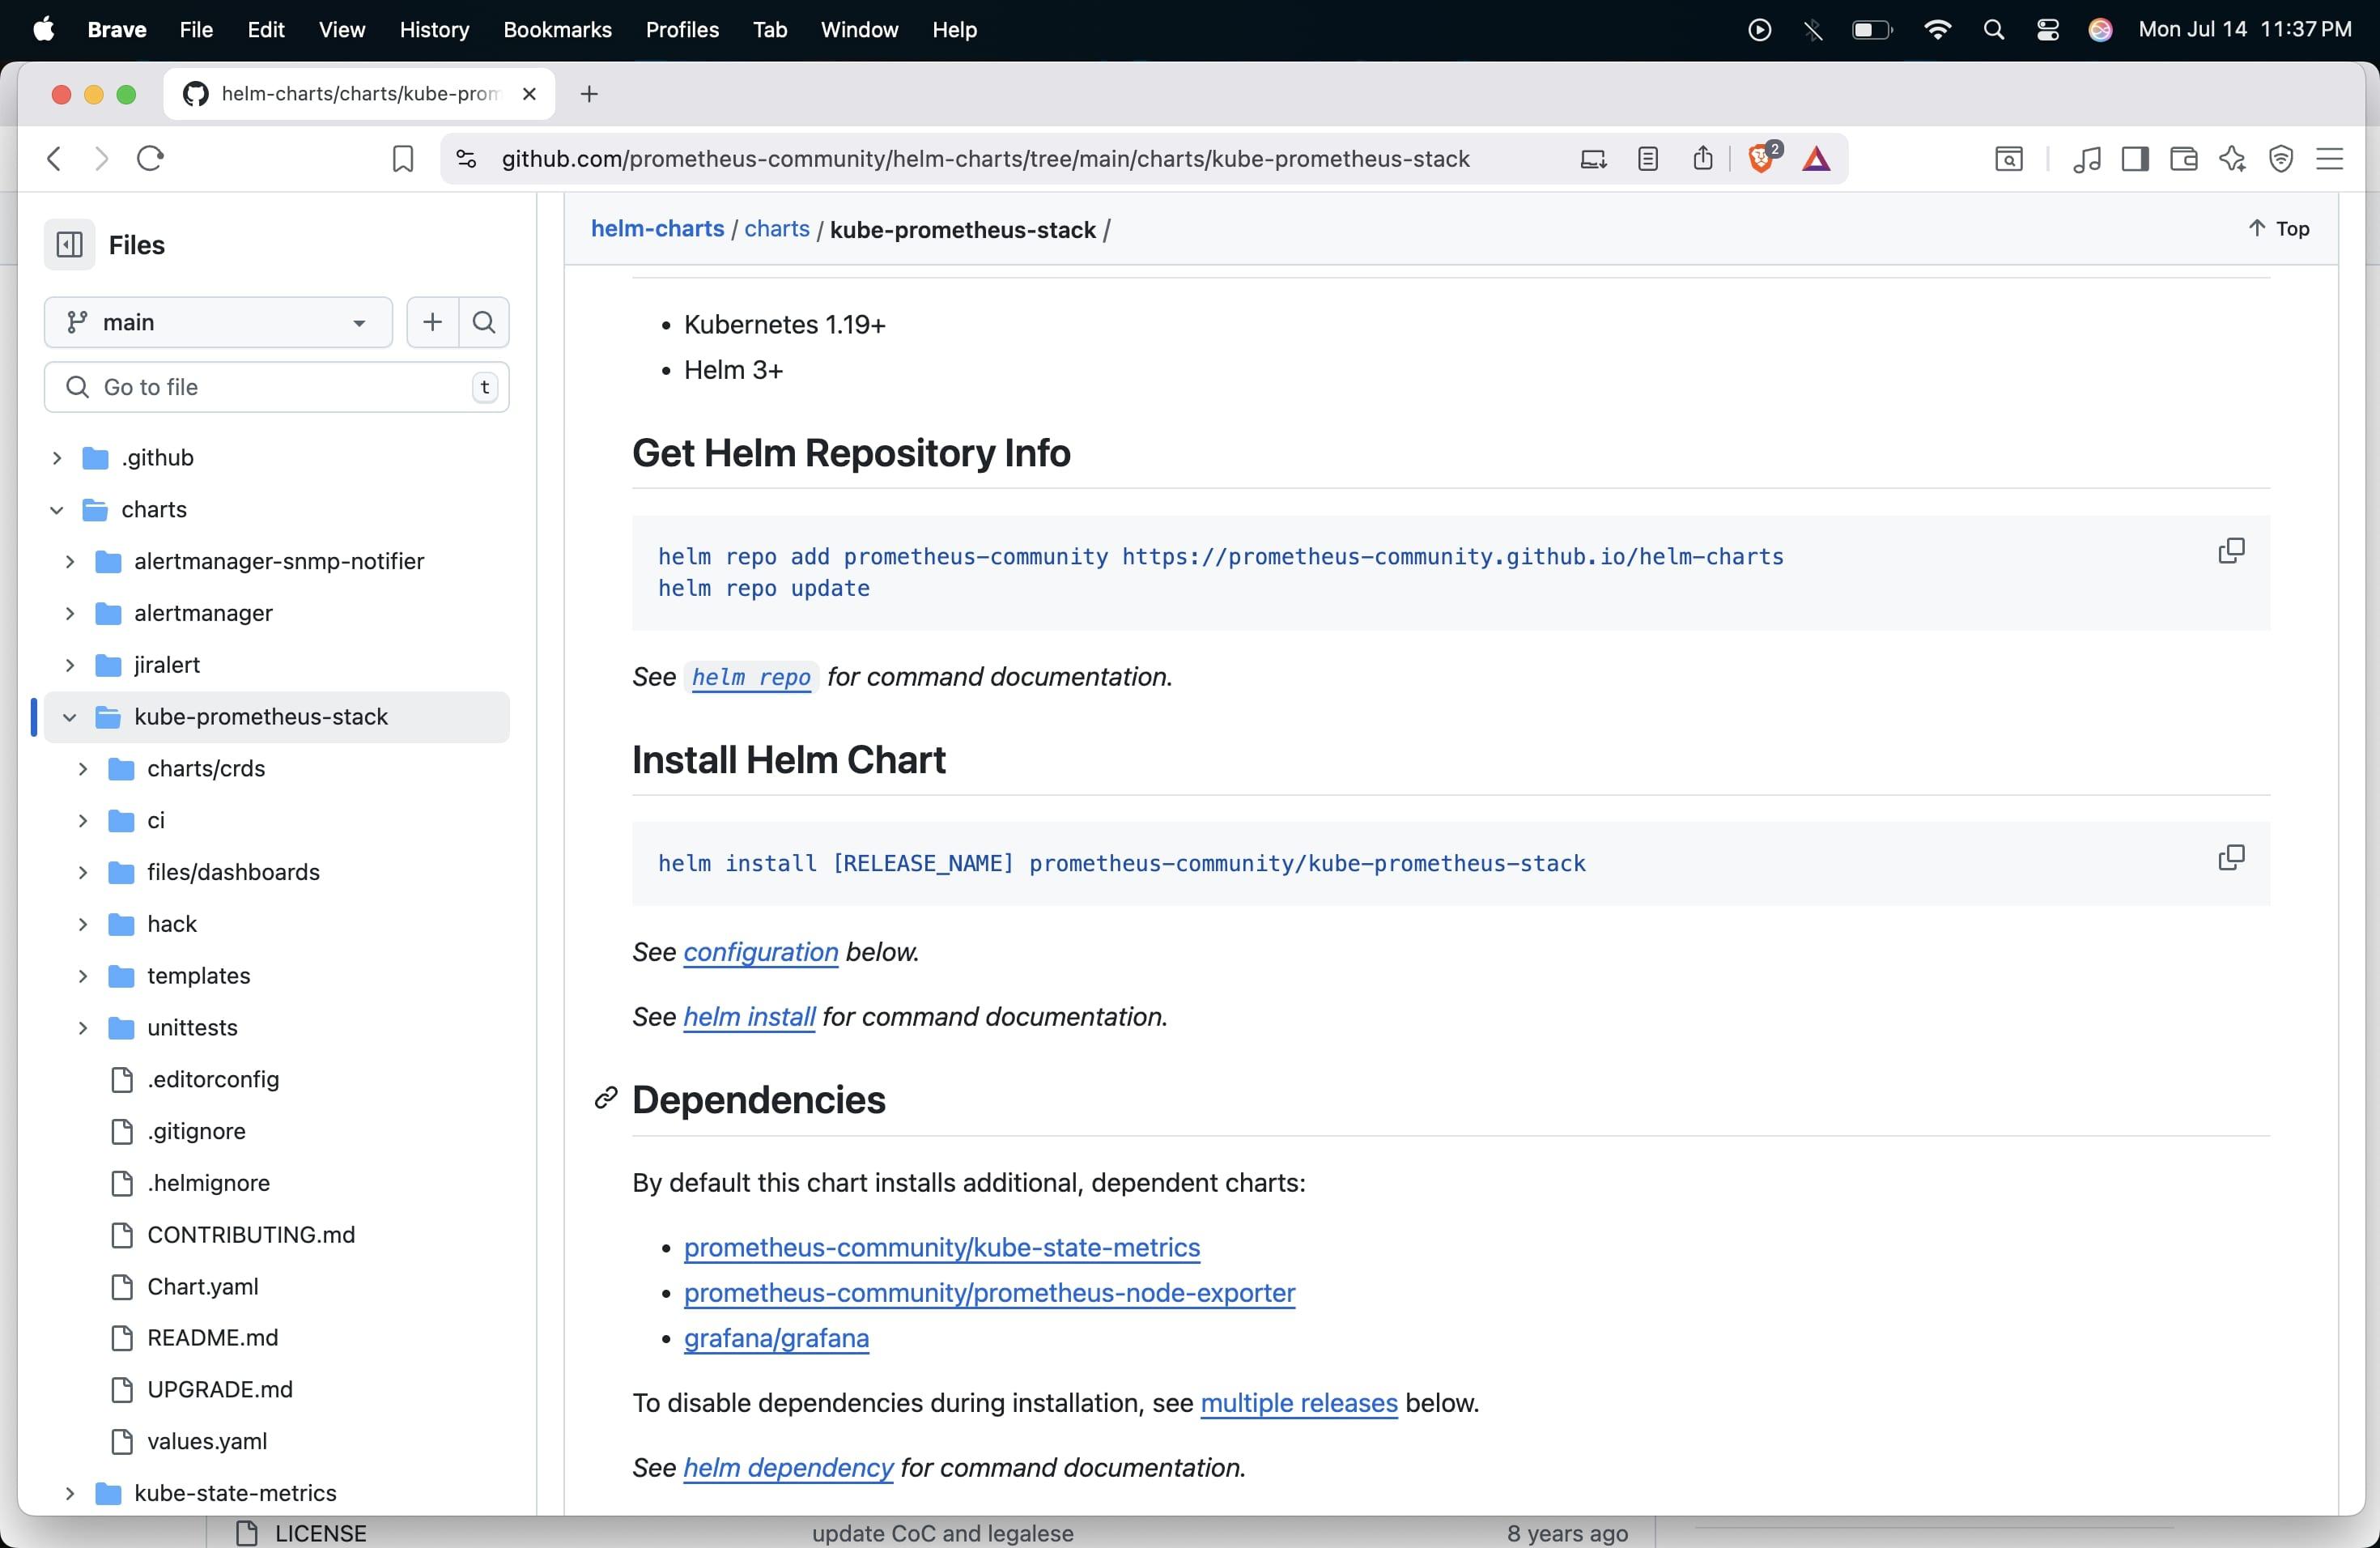 Brave File Edit View History Bookmarks Profiles Tab Window Help Mon Jul 14 11:37 PM
helm-charts/charts/kube-prom
github.com/prometheus-community/helm-charts/tree/main/charts/kube-prometheus-stack 2
Files
main
Go to file t
.github
charts
alertmanager-snmp-notifier
alertmanager
jiralert
kube-prometheus-stack
charts/crds
ci
files/dashboards
hack
templates
unittests
.editorconfig
.gitignore
.helmignore
CONTRIBUTING.md
Chart.yaml
README.md
UPGRADE.md
values.yaml
kube-state-metrics
helm-charts / charts / kube-prometheus-stack / Top
Kubernetes 1.19+
Helm 3+
Get Helm Repository Info
helm repo add prometheus-community https://prometheus-community.github.io/helm-charts
helm repo update
See helm repo for command documentation.
Install Helm Chart
helm install [RELEASE_NAME] prometheus-community/kube-prometheus-stack
See configuration below.
See helm install for command documentation.
Dependencies
By default this chart installs additional, dependent charts:
prometheus-community/kube-state-metrics
prometheus-community/prometheus-node-exporter
grafana/grafana
To disable dependencies during installation, see multiple releases below.
See helm dependency for command documentation.
LICENSE update CoC and legalese 8 years ago